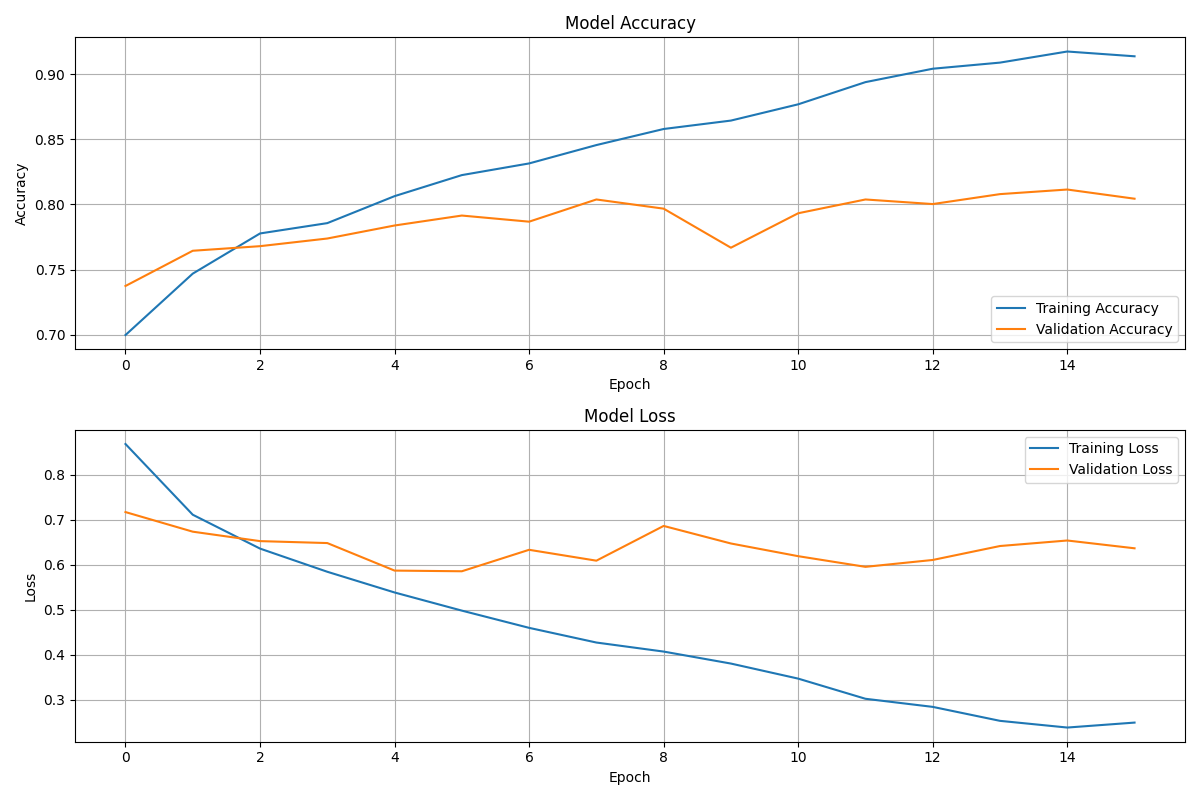 Model Accuracy
0.90
0.85
0.80
0.75
0.70
Accuracy
Training Accuracy
Validation Accuracy
0 2 4 6 8 10 12 14
Epoch
Model Loss
0.8
0.7
0.6
0.5
0.4
0.3
Loss
Training Loss
Validation Loss
0 2 4 6 8 10 12 14
Epoch